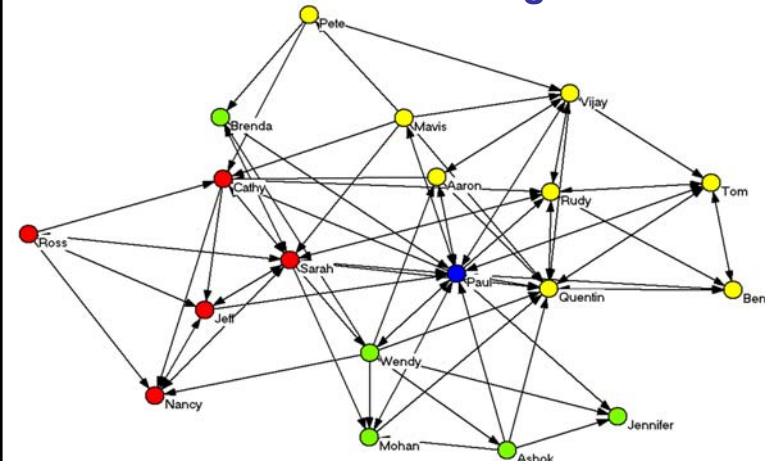 Pete
Vijay
Brenda
Mavis
Cathy
Aaron
Tom
Rudy
Ross
Sarah
Paul
Quentin
Ben
Jeff
Wendy
Nancy
Jennifer
Mohan
Ashok